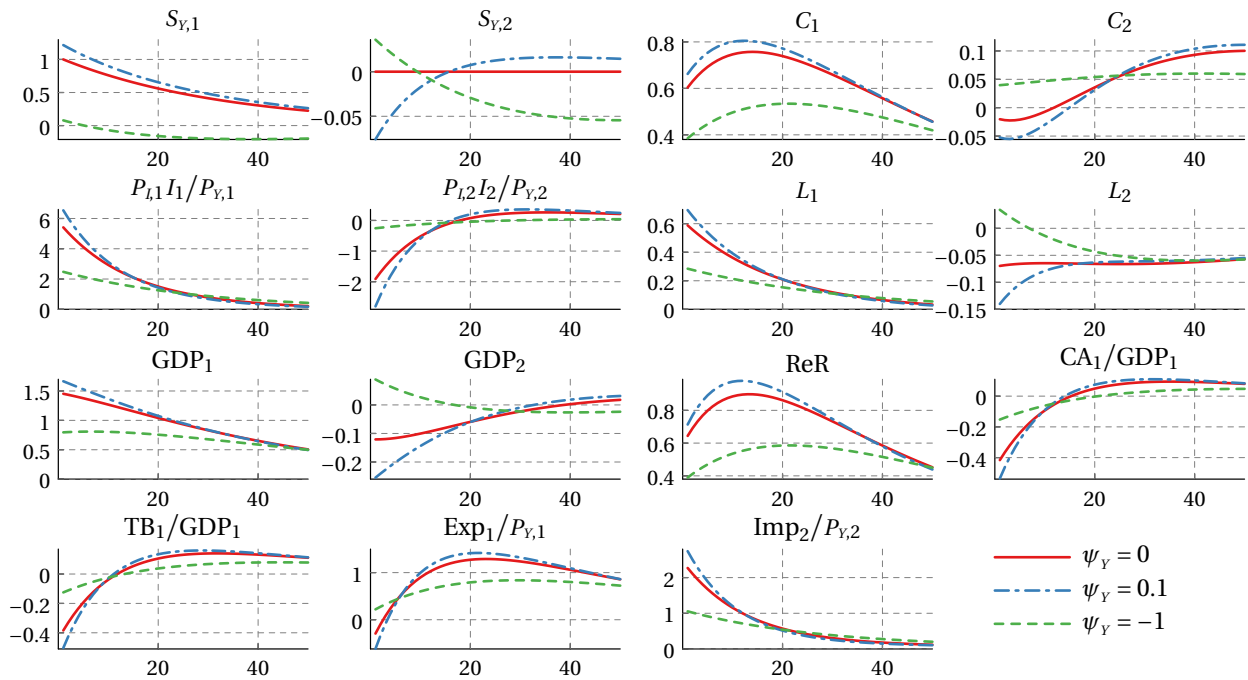 S_{Y,1} S_{Y,2} C_1 C_2
1 0.5 0
0 −0.05
0.8 0.6 0.4
0.1 0.05 0 −0.05
20 40 20 40 20 40 20 40
P_{I,1}I_1/P_{Y,1} P_{I,2}I_2/P_{Y,2} L_1 L_2
6 4 2 0
0 −1 −2
0.6 0.4 0.2 0
0 −0.05 −0.1 −0.15
20 40 20 40 20 40 20 40
GDP_1 GDP_2 ReR CA_1/GDP_1
1.5 1 0.5 0
0 −0.1 −0.2
0.8 0.6 0.4
0 −0.2 −0.4
20 40 20 40 20 40 20 40
TB_1/GDP_1 Exp_1/P_{Y,1} Imp_2/P_{Y,2}
0 −0.2 −0.4
1 0
2 1 0
20 40 20 40 20 40
ψ_Y = 0
ψ_Y = 0.1
ψ_Y = −1